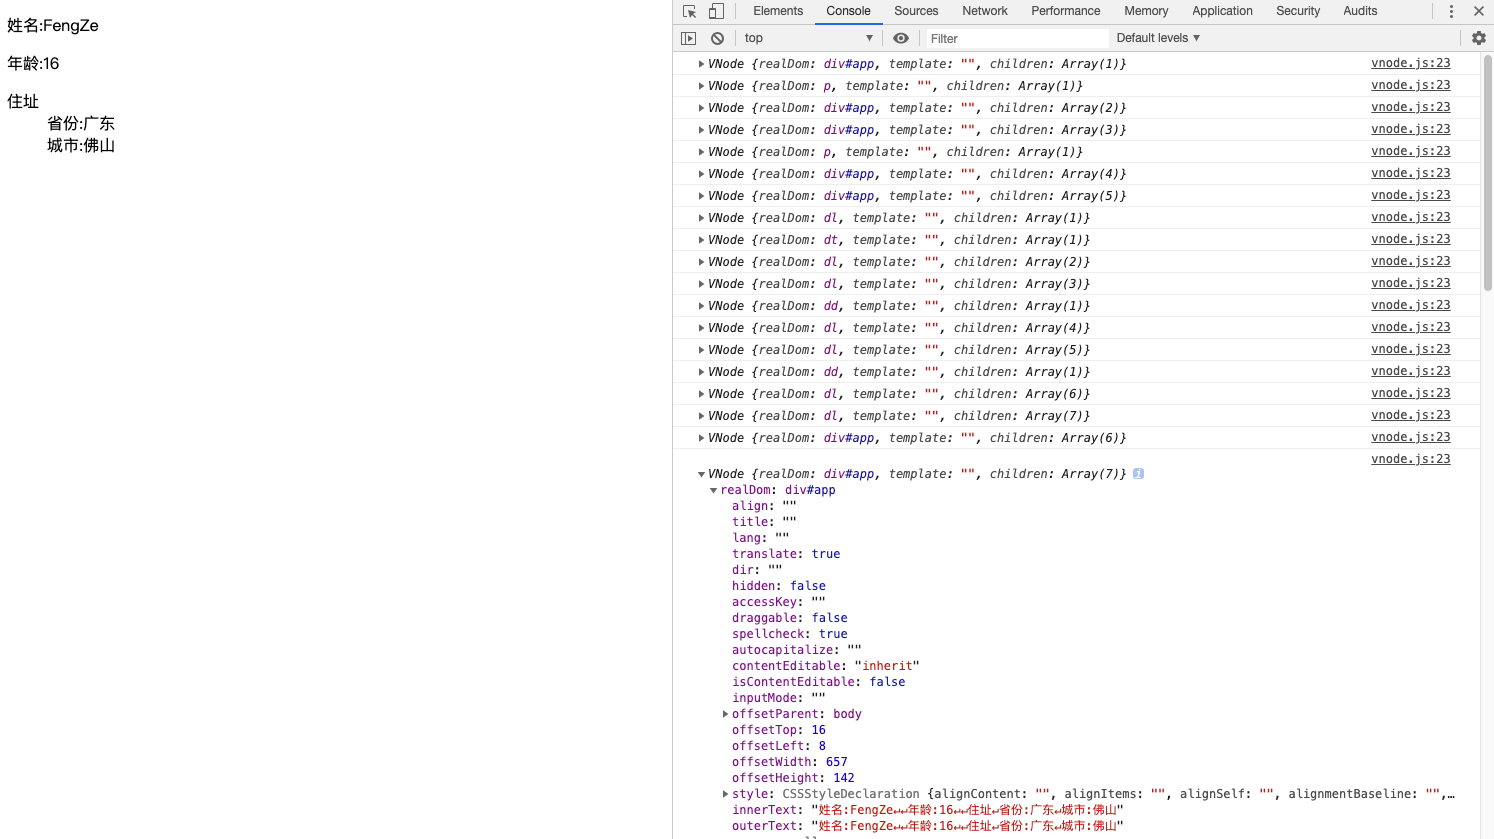 姓名:FengZe
年龄:16
住址
省份:广东
城市:佛山
Elements Console Sources Network Performance Memory Application Security Audits
top Filter Default levels
VNode {realDom: div#app, template: "", children: Array(1)} vnode.js:23
VNode {realDom: p, template: "", children: Array(1)} vnode.js:23
VNode {realDom: div#app, template: "", children: Array(2)} vnode.js:23
VNode {realDom: div#app, template: "", children: Array(3)} vnode.js:23
VNode {realDom: p, template: "", children: Array(1)} vnode.js:23
VNode {realDom: div#app, template: "", children: Array(4)} vnode.js:23
VNode {realDom: div#app, template: "", children: Array(5)} vnode.js:23
VNode {realDom: dl, template: "", children: Array(1)} vnode.js:23
VNode {realDom: dt, template: "", children: Array(1)} vnode.js:23
VNode {realDom: dl, template: "", children: Array(2)} vnode.js:23
VNode {realDom: dl, template: "", children: Array(3)} vnode.js:23
VNode {realDom: dd, template: "", children: Array(1)} vnode.js:23
VNode {realDom: dl, template: "", children: Array(4)} vnode.js:23
VNode {realDom: dl, template: "", children: Array(5)} vnode.js:23
VNode {realDom: dd, template: "", children: Array(1)} vnode.js:23
VNode {realDom: dl, template: "", children: Array(6)} vnode.js:23
VNode {realDom: dl, template: "", children: Array(7)} vnode.js:23
VNode {realDom: div#app, template: "", children: Array(6)} vnode.js:23
vnode.js:23
VNode {realDom: div#app, template: "", children: Array(7)} i
realDom: div#app
align: ""
title: ""
lang: ""
translate: true
dir: ""
hidden: false
accessKey: ""
draggable: false
spellcheck: true
autocapitalize: ""
contentEditable: "inherit"
isContentEditable: false
inputMode: ""
offsetParent: body
offsetTop: 16
offsetLeft: 8
offsetWidth: 657
offsetHeight: 142
style: CSSStyleDeclaration {alignContent: "", alignItems: "", alignSelf: "", alignmentBaseline: "",…
innerText: "姓名:FengZe↵↵年龄:16↵↵住址↵省份:广东↵城市:佛山"
outerText: "姓名:FengZe↵↵年龄:16↵↵住址↵省份:广东↵城市:佛山"